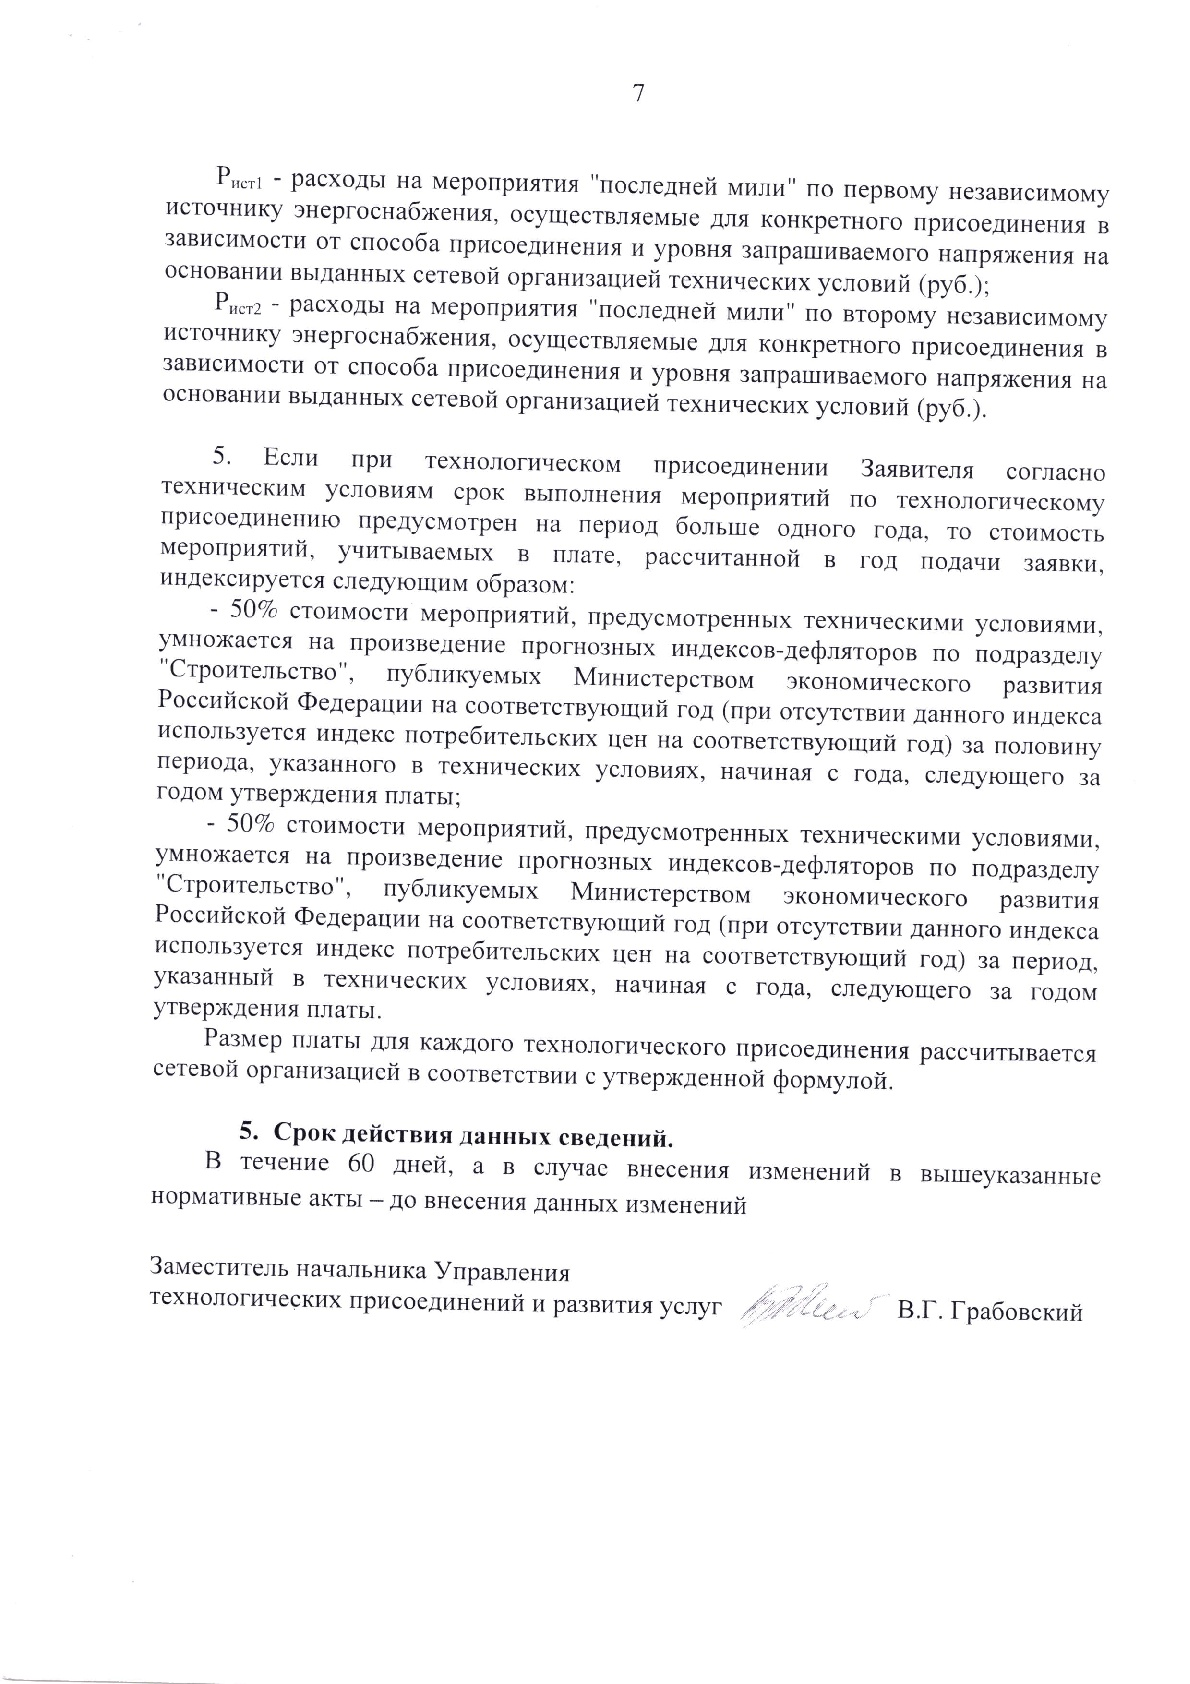 7
Рист1 - расходы на мероприятия "последней мили" по первому независимому
источнику энергоснабжения, осуществляемые для конкретного присоединения в
зависимости от способа присоединения и уровня запрашиваемого напряжения на
основании выданных сетевой организацией технических условий (руб.);
Рист2 - расходы на мероприятия "последней мили" по второму независимому
источнику энергоснабжения, осуществляемые для конкретного присоединения в
зависимости от способа присоединения и уровня запрашиваемого напряжения на
основании выданных сетевой организацией технических условий (руб.).
5. Если при технологическом присоединении Заявителя согласно
техническим условиям срок выполнения мероприятий по технологическому
присоединению предусмотрен на период больше одного года, то стоимость
мероприятий, учитываемых в плате, рассчитанной в год подачи заявки,
индексируется следующим образом:
- 50% стоимости мероприятий, предусмотренных техническими условиями,
умножается на произведение прогнозных индексов-дефляторов по подразделу
"Строительство", публикуемых Министерством экономического развития
Российской Федерации на соответствующий год (при отсутствии данного индекса
используется индекс потребительских цен на соответствующий год) за половину
периода, указанного в технических условиях, начиная с года, следующего за
годом утверждения платы;
- 50% стоимости мероприятий, предусмотренных техническими условиями,
умножается на произведение прогнозных индексов-дефляторов по подразделу
"Строительство", публикуемых Министерством экономического развития
Российской Федерации на соответствующий год (при отсутствии данного индекса
используется индекс потребительских цен на соответствующий год) за период,
указанный в технических условиях, начиная с года, следующего за годом
утверждения платы.
Размер платы для каждого технологического присоединения рассчитывается
сетевой организацией в соответствии с утвержденной формулой.
5. Срок действия данных сведений.
В течение 60 дней, а в случае внесения изменений в вышеуказанные
нормативные акты – до внесения данных изменений
Заместитель начальника Управления
технологических присоединений и развития услуг В.Г. Грабовский